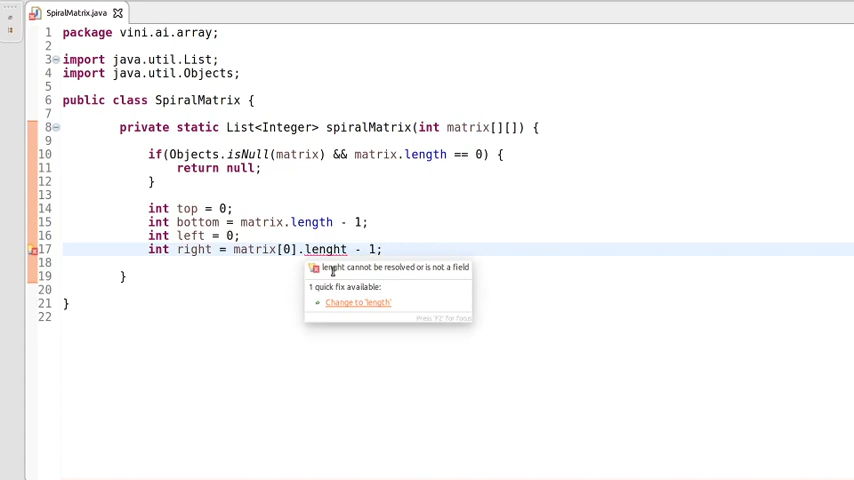 SpiralMatrix.java
1 package vini.ai.array;
2
3 import java.util.List;
4 import java.util.Objects;
5
6 public class SpiralMatrix {
7
8 private static List<Integer> spiralMatrix(int matrix[][]) {
9
10 if(Objects.isNull(matrix) && matrix.length == 0) {
11 return null;
12 }
13
14 int top = 0;
15 int bottom = matrix.length - 1;
16 int left = 0;
17 int right = matrix[0].lenght - 1;
18
lenght cannot be resolved or is not a field
19 }
1 quick fix available:
20
Change to 'length'
21 }
22
Press 'F2' for focus